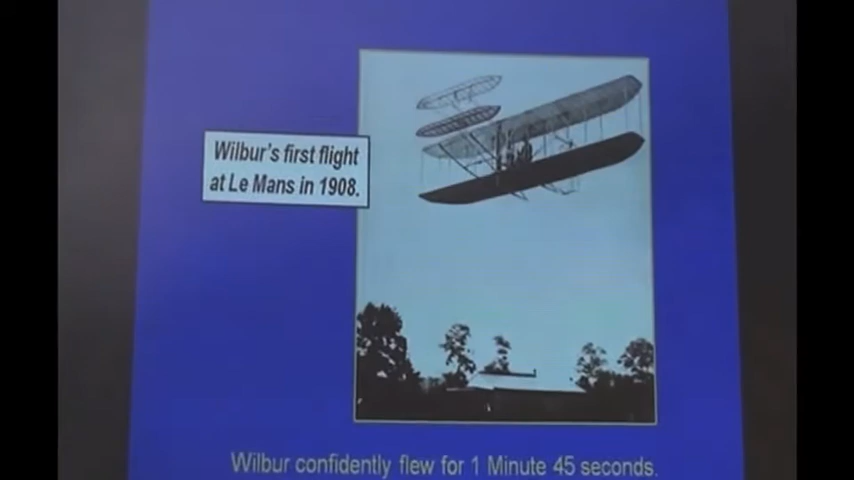 Wilbur's first flight
at Le Mans in 1908.
Wilbur confidently flew for 1 Minute 45 seconds.